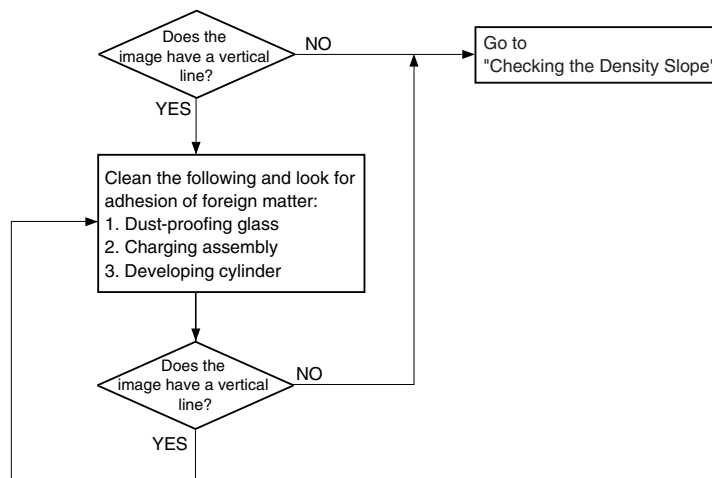 Does the
image have a vertical
line?
NO
Go to
"Checking the Density Slope"
YES
Clean the following and look for
adhesion of foreign matter:
1. Dust-proofing glass
2. Charging assembly
3. Developing cylinder
Does the
image have a vertical
line?
NO
YES